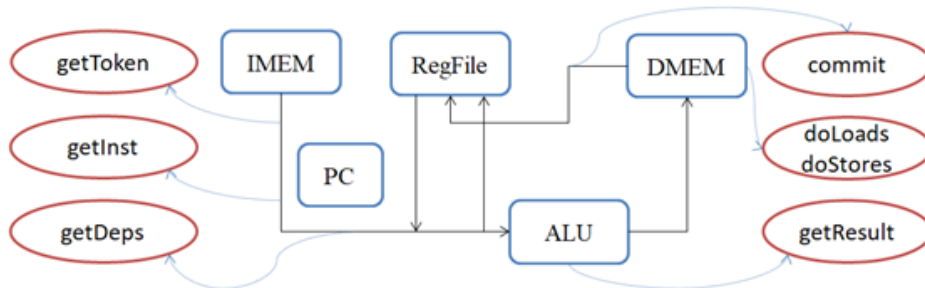 getToken
IMEM
RegFile
DMEM
commit
getInst
PC
doLoads
doStores
getDeps
ALU
getResult